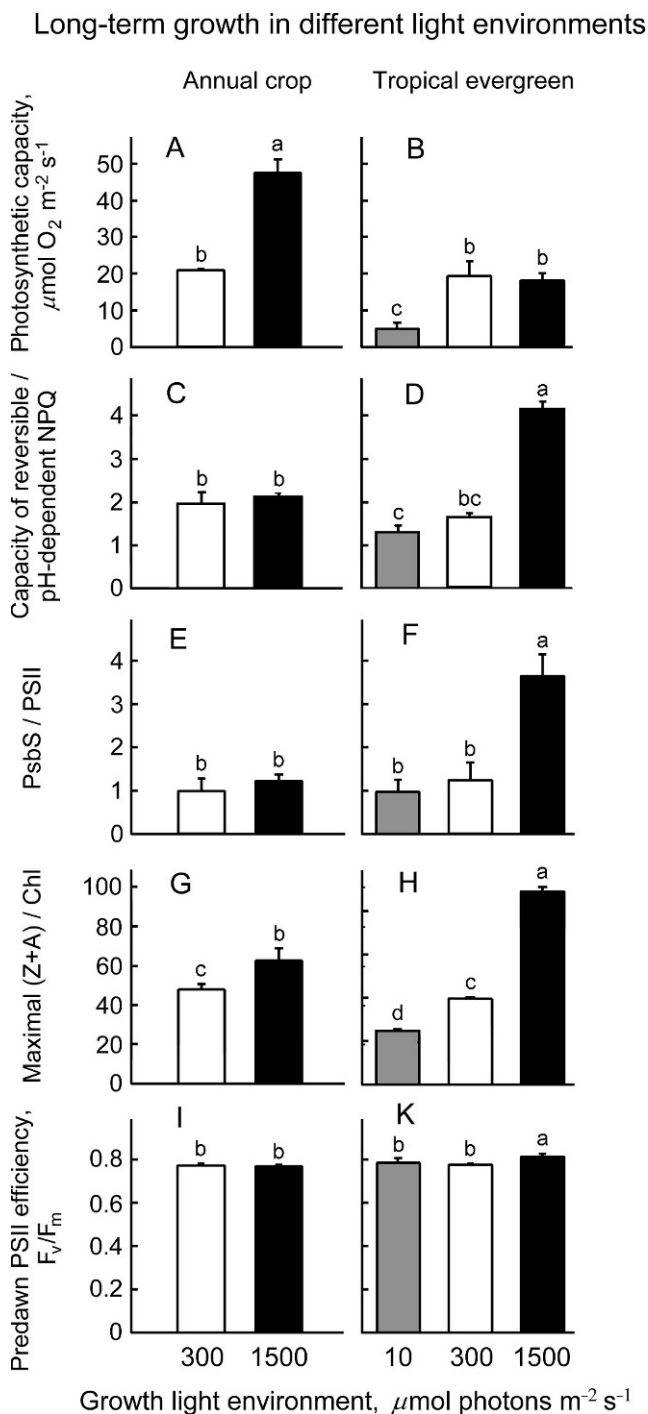 Long-term growth in different light environments
Annual crop
Tropical evergreen
Photosynthetic capacity,
μmol O₂ m⁻² s⁻¹
A
50
40
30
20
10
0
b
a
B
c
b
b
Capacity of reversible /
pH-dependent NPQ
C
4
3
2
1
0
b
b
D
c
bc
a
PsbS / PSII
E
4
3
2
1
0
b
b
F
b
b
a
Maximal (Z+A) / Chl
G
100
80
60
40
20
0
c
b
H
d
c
a
Predawn PSII efficiency,
Fᵥ/Fₘ
I
0.8
0.6
0.4
0.2
0
b
b
K
b
b
a
300 1500
10 300 1500
Growth light environment, μmol photons m⁻² s⁻¹